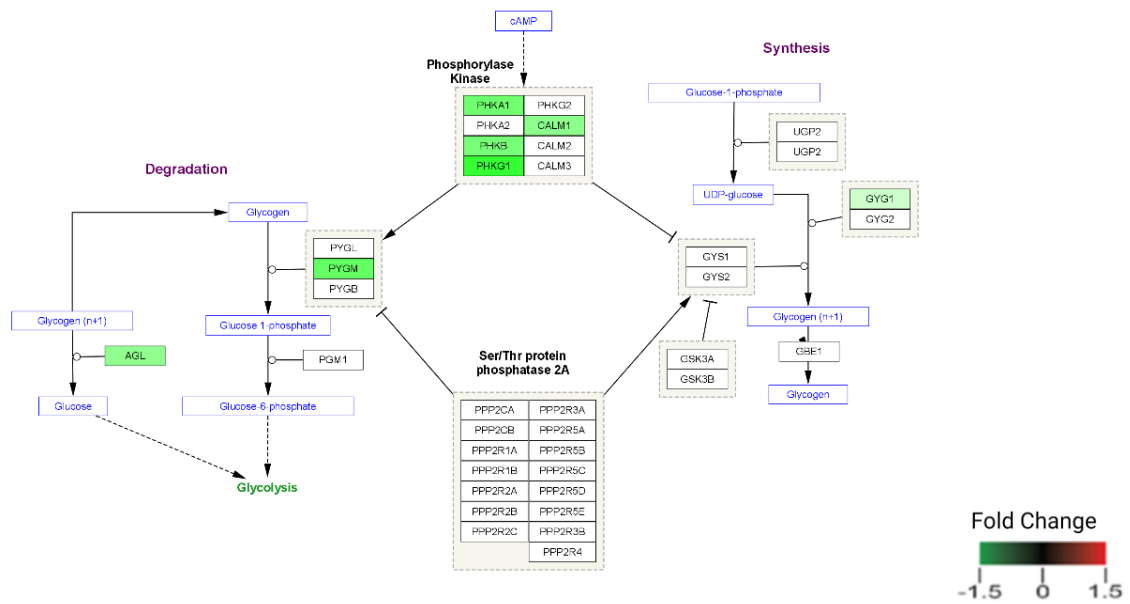 cAMP
Synthesis
Phosphorylase
Kinase
PHKA1 PHKG2
PHKA2 CALM1
PHKB CALM2
PHKG1 CALM3
Glucose-1-phosphate
UGP2
UGP2
Degradation
UDP-glucose
GYG1
GYG2
Glycogen
PYGL
PYGM
PYGB
GYS1
GYS2
Glycogen (n+1)
Glucose 1-phosphate
Glycogen (n+1)
AGL
PGM1
Ser/Thr protein
phosphatase 2A
GSK3A
GSK3B
GBE1
Glucose
Glucose-6-phosphate
Glycogen
PPP2CA PPP2R3A
PPP2CB PPP2R5A
PPP2R1A PPP2R5B
PPP2R1B PPP2R5C
PPP2R2A PPP2R5D
PPP2R2B PPP2R5E
PPP2R2C PPP2R3B
PPP2R4
Glycolysis
Fold Change
-1.5 0 1.5